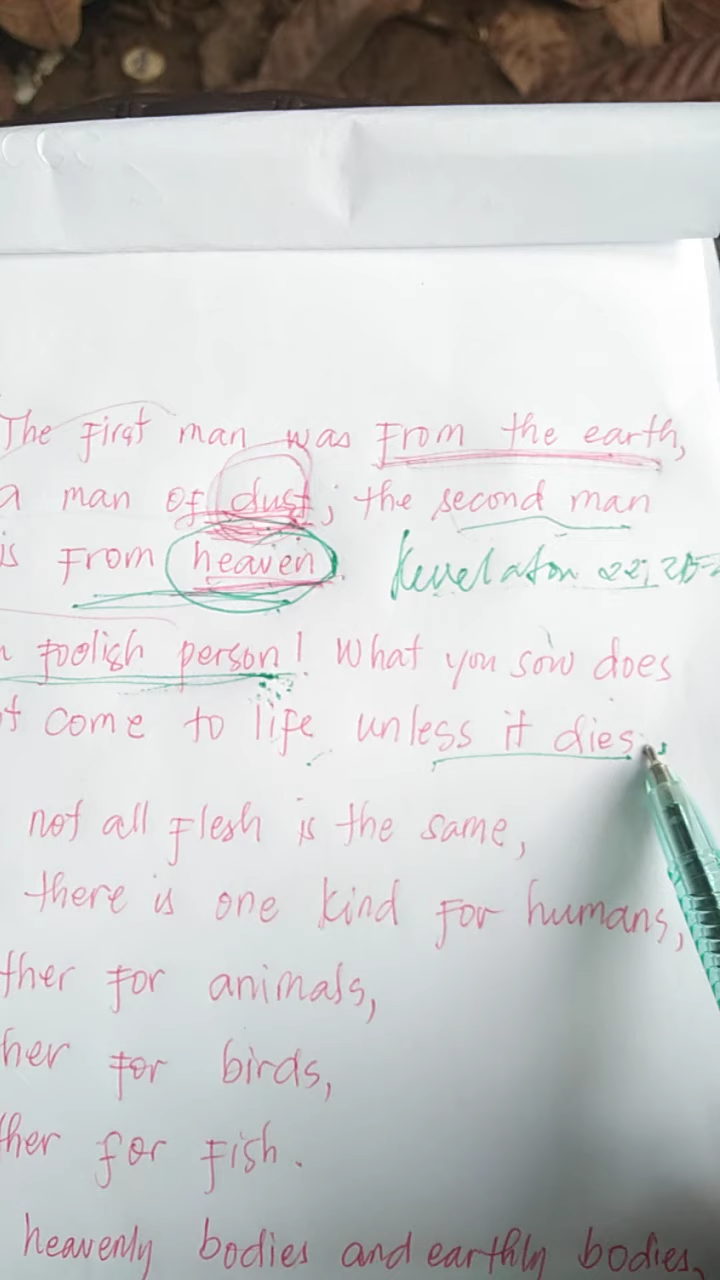 The first man was from the earth,
a man of dust; the second man
is from heaven Revelation 22:
foolish person! What you sow does
come to life unless it dies.
not all flesh is the same,
there is one kind for humans,
ther for animals,
her for birds,
ther for fish.
heavenly bodies and earthly bodies,